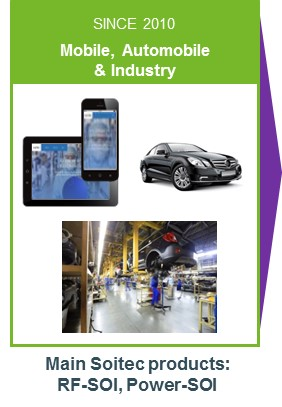 SINCE 2010
Mobile, Automobile
& Industry
Main Soitec products:
RF-SOI, Power-SOI